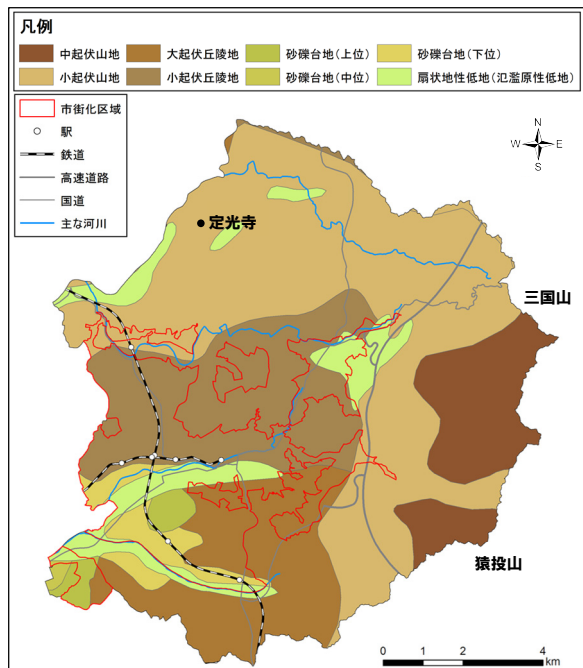 凡例
中起伏山地 大起伏丘陵地 砂礫台地(上位) 砂礫台地(下位)
小起伏山地 小起伏丘陵地 砂礫台地(中位) 扇状地性低地(氾濫原性低地)
市街化区域
駅
鉄道
高速道路
国道
主な河川
N
W E
S
定光寺
三国山
猿投山
0 1 2 3 4
km